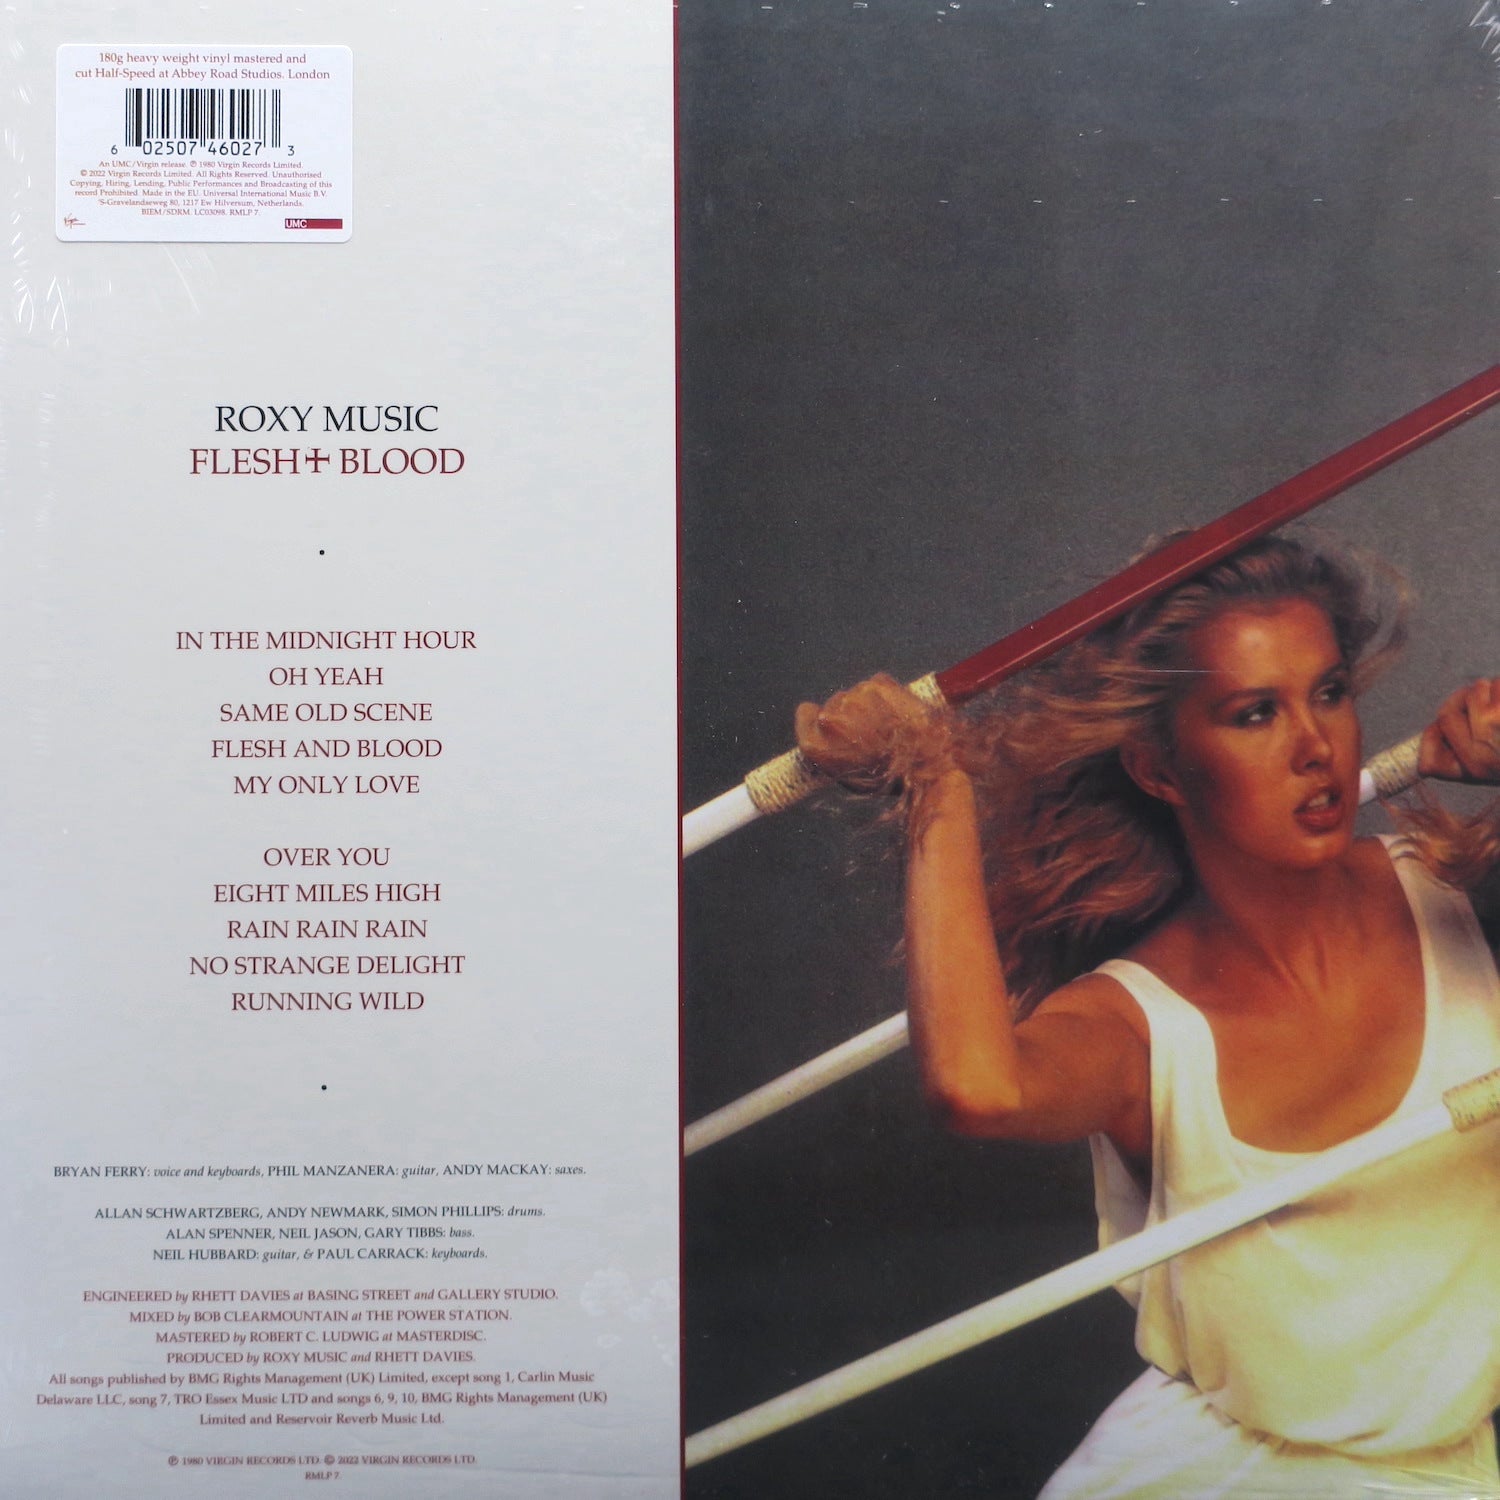 180g heavy weight vinyl mastered and
cut Half-Speed at Abbey Road Studios. London
6 02507 46027 3
An UMC/Virgin release. ℗ 1980 Virgin Records Limited.
© 2022 Virgin Records Limited. All Rights Reserved. Unauthorised
Copying, Hiring, Lending, Public Performances and Broadcasting of this
record Prohibited. Made in the EU. Universal International Music B.V.
'S-Gravelandseweg 80, 1217 Ew Hilversum, Netherlands.
BIEM/SDRM. LC03098. RMLP 7.
Virgin
UMC
ROXY MUSIC
FLESH + BLOOD
IN THE MIDNIGHT HOUR
OH YEAH
SAME OLD SCENE
FLESH AND BLOOD
MY ONLY LOVE
OVER YOU
EIGHT MILES HIGH
RAIN RAIN RAIN
NO STRANGE DELIGHT
RUNNING WILD
BRYAN FERRY: voice and keyboards, PHIL MANZANERA: guitar, ANDY MACKAY: saxes.
ALLAN SCHWARTZBERG, ANDY NEWMARK, SIMON PHILLIPS: drums.
ALAN SPENNER, NEIL JASON, GARY TIBBS: bass.
NEIL HUBBARD: guitar, & PAUL CARRACK: keyboards.
ENGINEERED by RHETT DAVIES at BASING STREET and GALLERY STUDIO.
MIXED by BOB CLEARMOUNTAIN at THE POWER STATION.
MASTERED by ROBERT C. LUDWIG at MASTERDISC.
PRODUCED by ROXY MUSIC and RHETT DAVIES.
All songs published by BMG Rights Management (UK) Limited, except song 1, Carlin Music
Delaware LLC, song 7, TRO Essex Music LTD and songs 6, 9, 10, BMG Rights Management (UK)
Limited and Reservoir Reverb Music Ltd.
℗ 1980 VIRGIN RECORDS LTD. © 2022 VIRGIN RECORDS LTD.
RMLP 7.